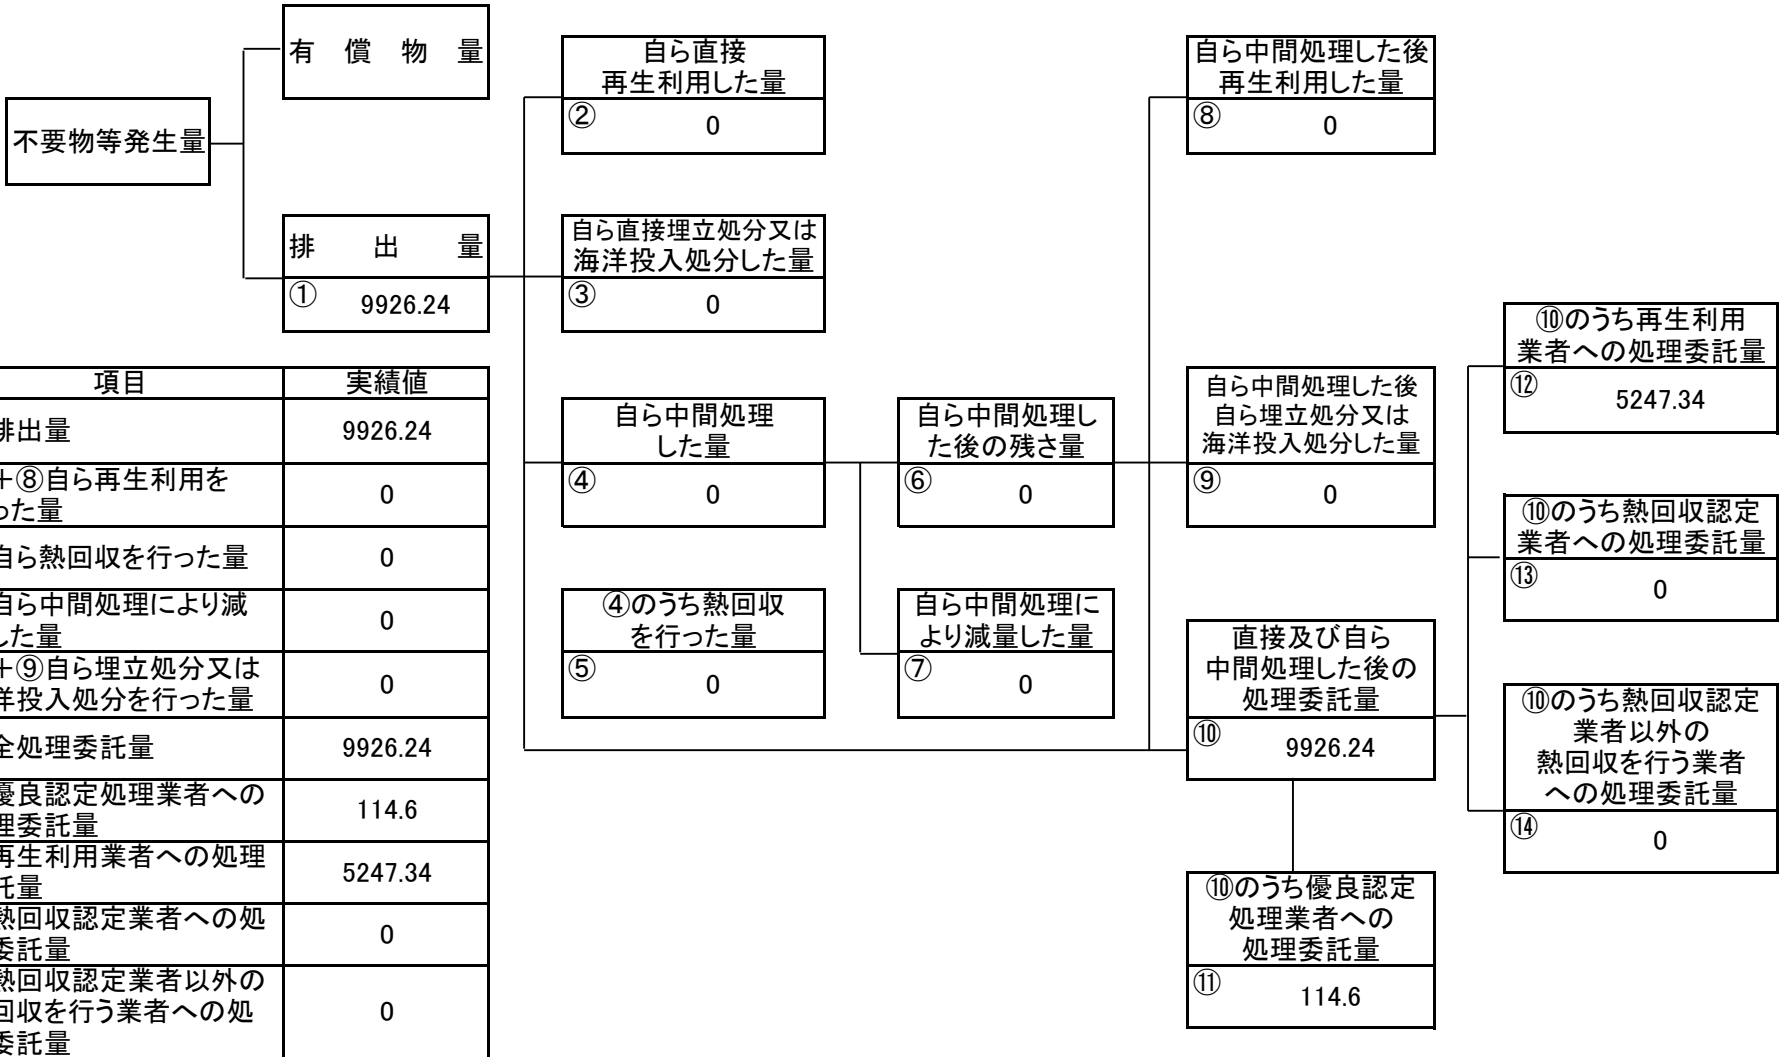 有償物量
不要物等発生量
排出量
① 9926.24
自ら直接
再生利用した量
② 0
自ら直接埋立処分又は
海洋投入処分した量
③ 0
自ら中間処理
した量
④ 0
④のうち熱回収
を行った量
⑤ 0
自ら中間処理し
た後の残さ量
⑥ 0
自ら中間処理に
より減量した量
⑦ 0
自ら中間処理した後
再生利用した量
⑧ 0
自ら中間処理した後
自ら埋立処分又は
海洋投入処分した量
⑨ 0
直接及び自ら
中間処理した後の
処理委託量
⑩ 9926.24
⑩のうち優良認定
処理業者への
処理委託量
⑪ 114.6
⑩のうち再生利用
業者への処理委託量
⑫ 5247.34
⑩のうち熱回収認定
業者への処理委託量
⑬ 0
⑩のうち熱回収認定
業者以外の
熱回収を行う業者
への処理委託量
⑭ 0
項目 実績値
排出量 9926.24
+⑧自ら再生利用を
った量 0
自ら熱回収を行った量 0
自ら中間処理により減
した量 0
+⑨自ら埋立処分又は
洋投入処分を行った量 0
全処理委託量 9926.24
優良認定処理業者への
理委託量 114.6
再生利用業者への処理
託量 5247.34
熱回収認定業者への処
委託量 0
熱回収認定業者以外の
回収を行う業者への処
委託量 0